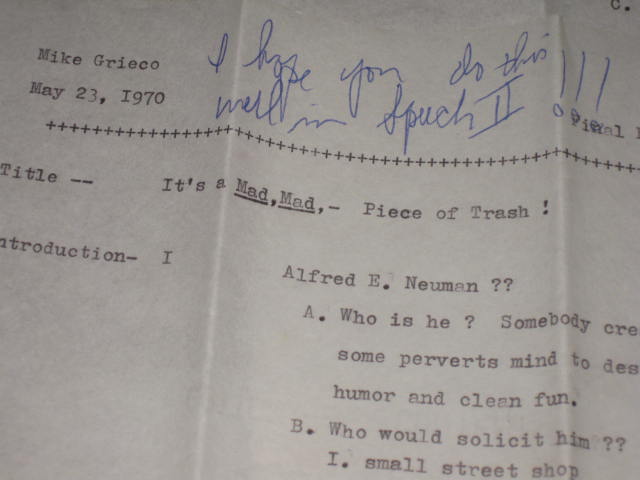 C.
Mike Grieco
I hope you do this !!!
May 23, 1970
well in Speech II
++++++++++++++++++++++++++++++++++++++++++++++++++++
Title -- It's a Mad,Mad,- Piece of Trash !
ntroduction- I
Alfred E. Neuman ??
A. Who is he ? Somebody cre
some perverts mind to des
humor and clean fun.
B. Who would solicit him ??
I. small street shop